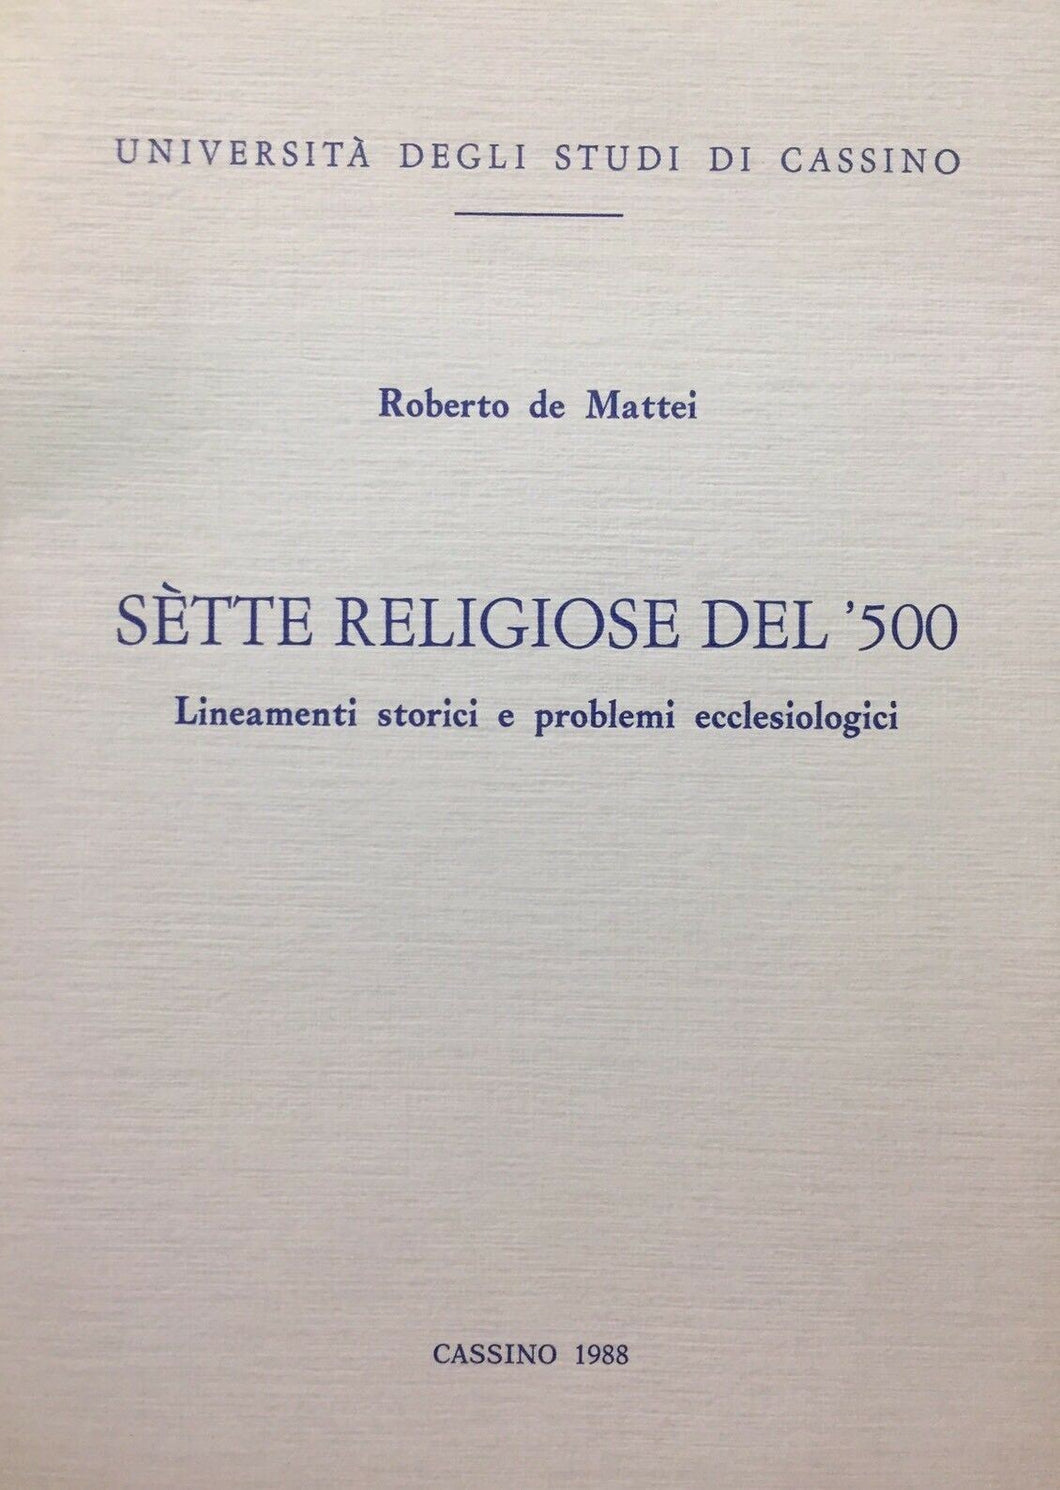 UNIVERSITÀ DEGLI STUDI DI CASSINO
Roberto de Mattei
SÈTTE RELIGIOSE DEL ’500
Lineamenti storici e problemi ecclesiologici
CASSINO 1988